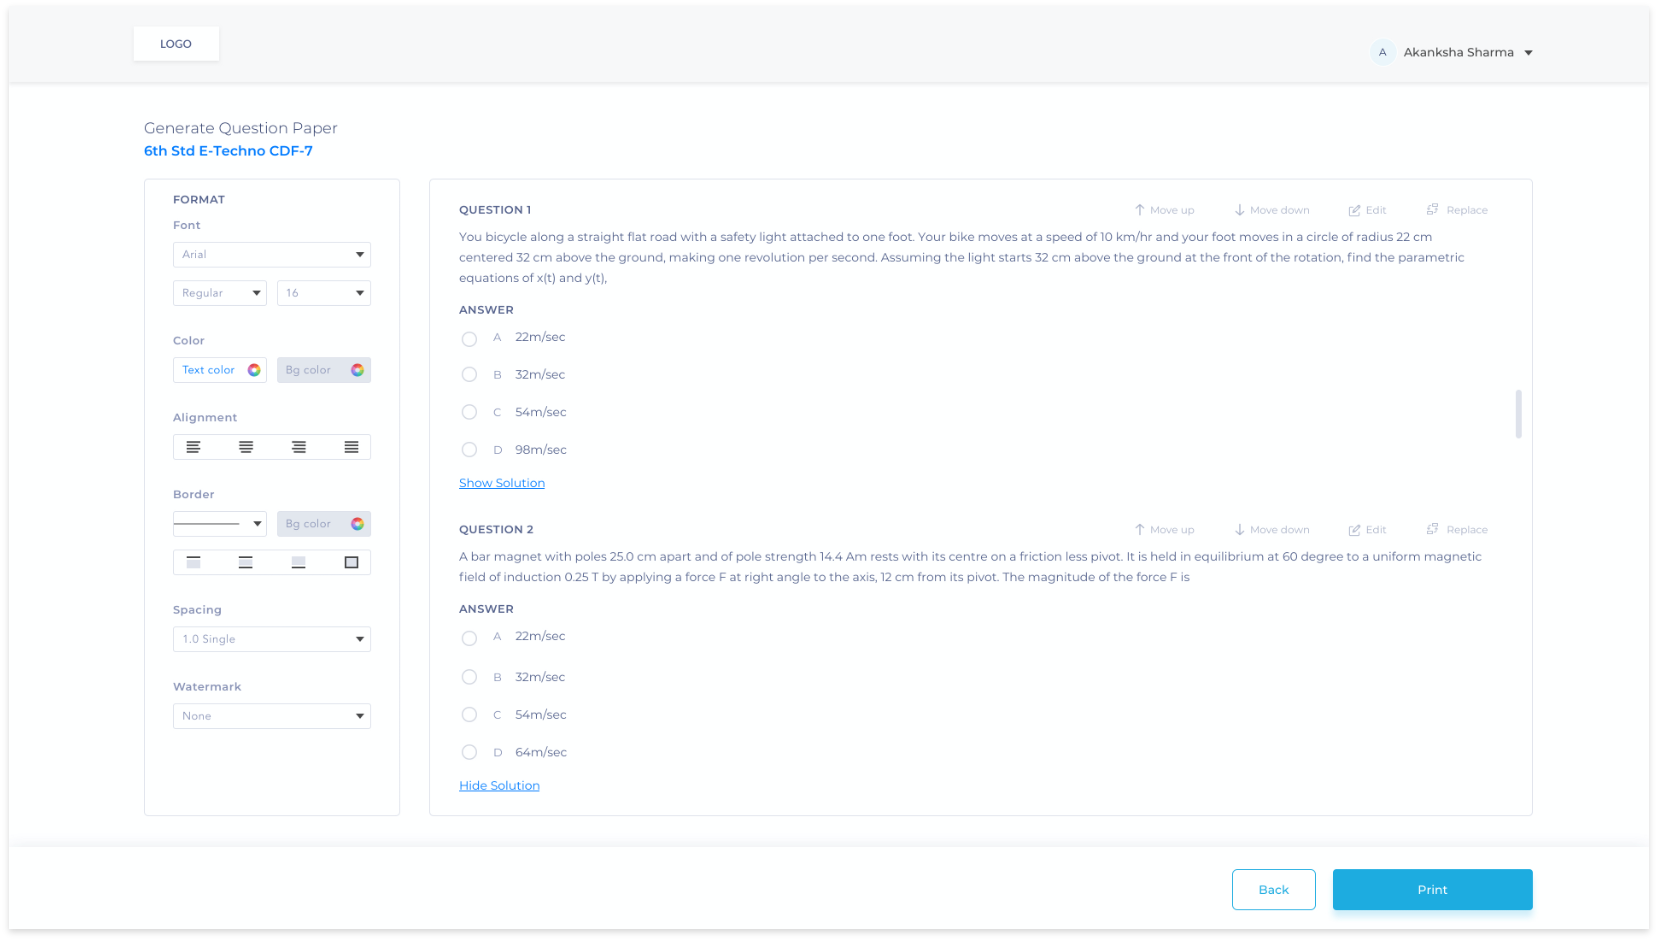 LOGO
A Akanksha Sharma
Generate Question Paper
6th Std E-Techno CDF-7
FORMAT
Font
Arial
Regular 16
Color
Text color Bg color
Alignment
Border
Bg color
Spacing
1.0 Single
Watermark
None
QUESTION 1 Move up Move down Edit Replace
You bicycle along a straight flat road with a safety light attached to one foot. Your bike moves at a speed of 10 km/hr and your foot moves in a circle of radius 22 cm
centered 32 cm above the ground, making one revolution per second. Assuming the light starts 32 cm above the ground at the front of the rotation, find the parametric
equations of x(t) and y(t),
ANSWER
A 22m/sec
B 32m/sec
C 54m/sec
D 98m/sec
Show Solution
QUESTION 2 Move up Move down Edit Replace
A bar magnet with poles 25.0 cm apart and of pole strength 14.4 Am rests with its centre on a friction less pivot. It is held in equilibrium at 60 degree to a uniform magnetic
field of induction 0.25 T by applying a force F at right angle to the axis, 12 cm from its pivot. The magnitude of the force F is
ANSWER
A 22m/sec
B 32m/sec
C 54m/sec
D 64m/sec
Hide Solution
Back Print